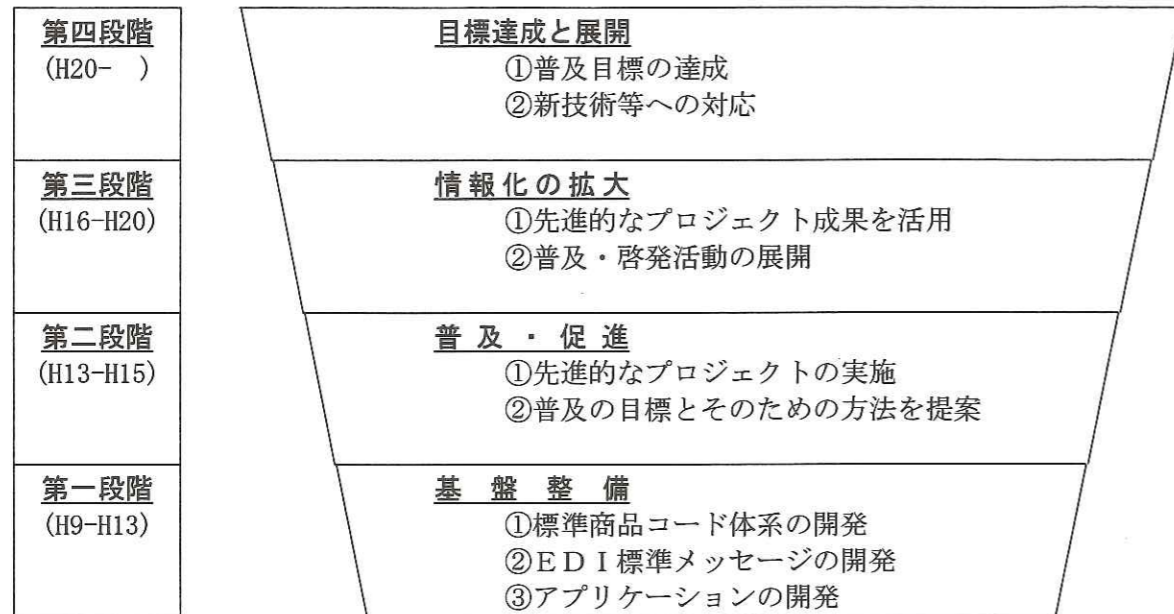 第四段階
(H20- )
目標達成と展開
①普及目標の達成
②新技術等への対応
第三段階
(H16-H20)
情報化の拡大
①先進的なプロジェクト成果を活用
②普及・啓発活動の展開
第二段階
(H13-H15)
普及・促進
①先進的なプロジェクトの実施
②普及の目標とそのための方法を提案
第一段階
(H9-H13)
基盤整備
①標準商品コード体系の開発
②ＥＤＩ標準メッセージの開発
③アプリケーションの開発